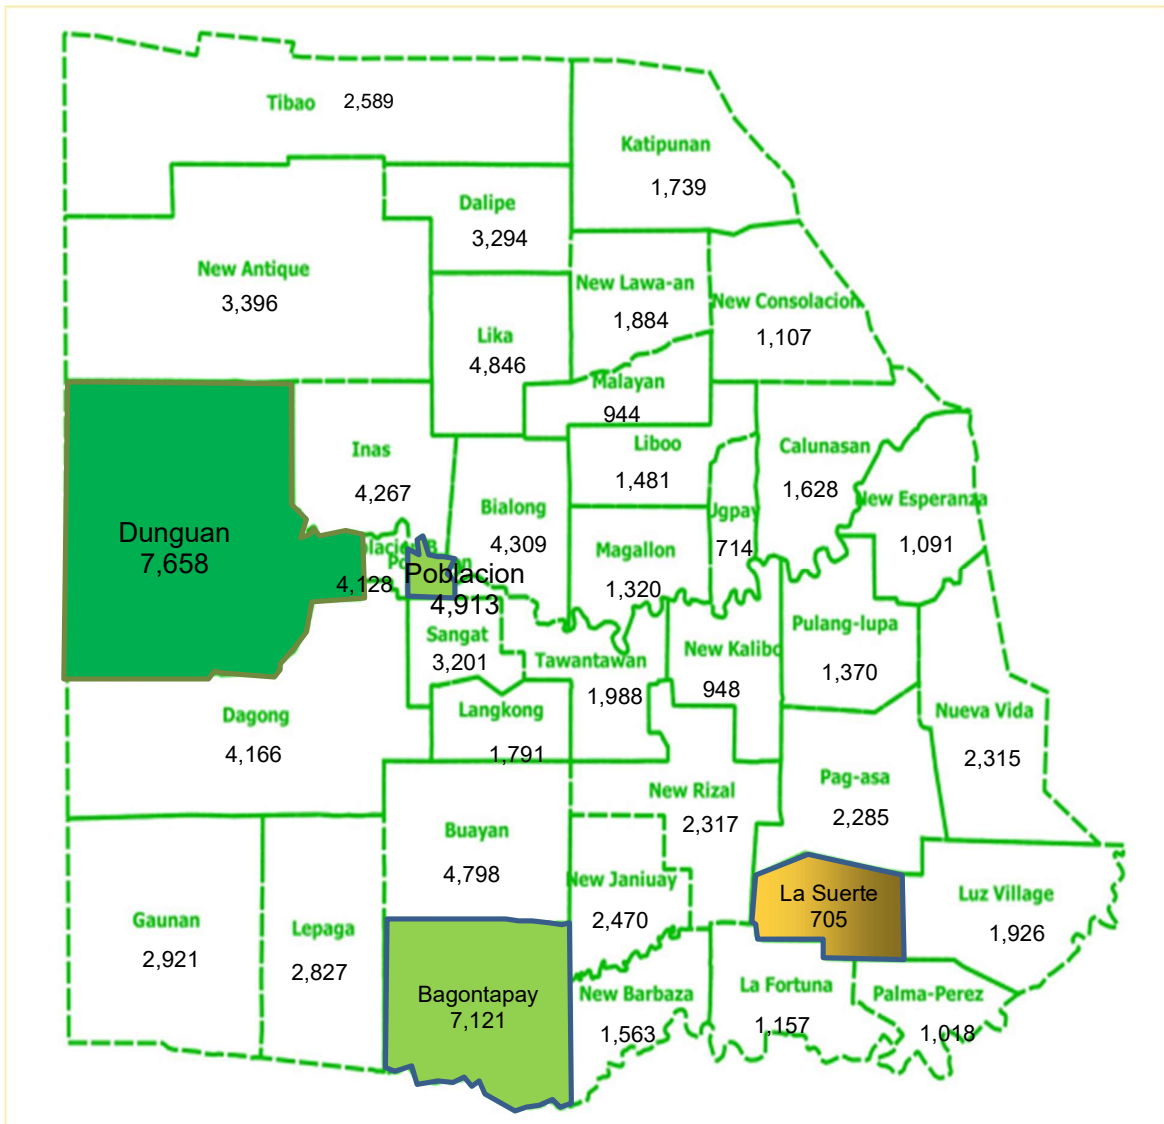 Tibao 2,589
Katipunan
1,739
Dalipe
3,294
New Antique
3,396
New Lawa-an
1,884
New Consolacion
1,107
Lika
4,846
Malayan
944
Inas
4,267
Liboo
1,481
Calunasan
1,628
New Esperanza
1,091
Bialong
4,309
Ugpay
714
Dunguan
7,658
Magallon
1,320
4,128
Poblacion
4,913
Sangat
3,201
Tawantawan
1,988
New Kalibo
948
Pulang-lupa
1,370
Dagong
4,166
Langkong
1,791
Nueva Vida
2,315
New Rizal
2,317
Pag-asa
2,285
Buayan
4,798
New Janiuay
2,470
La Suerte
705
Luz Village
1,926
Gaunan
2,921
Lepaga
2,827
Bagontapay
7,121
New Barbaza
1,563
La Fortuna
1,157
Palma-Perez
1,018